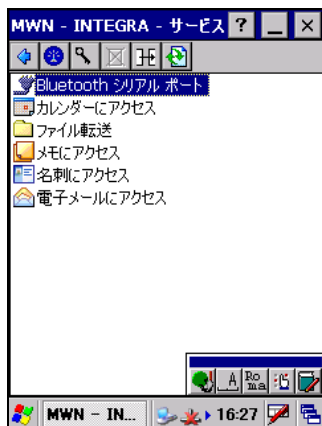 MWN - INTEGRA - サービス ? _ ×
Bluetooth シリアル ポート
カレンダーにアクセス
ファイル転送
メモにアクセス
名刺にアクセス
電子メールにアクセス
A Ro ma
MWN - IN... 16:27